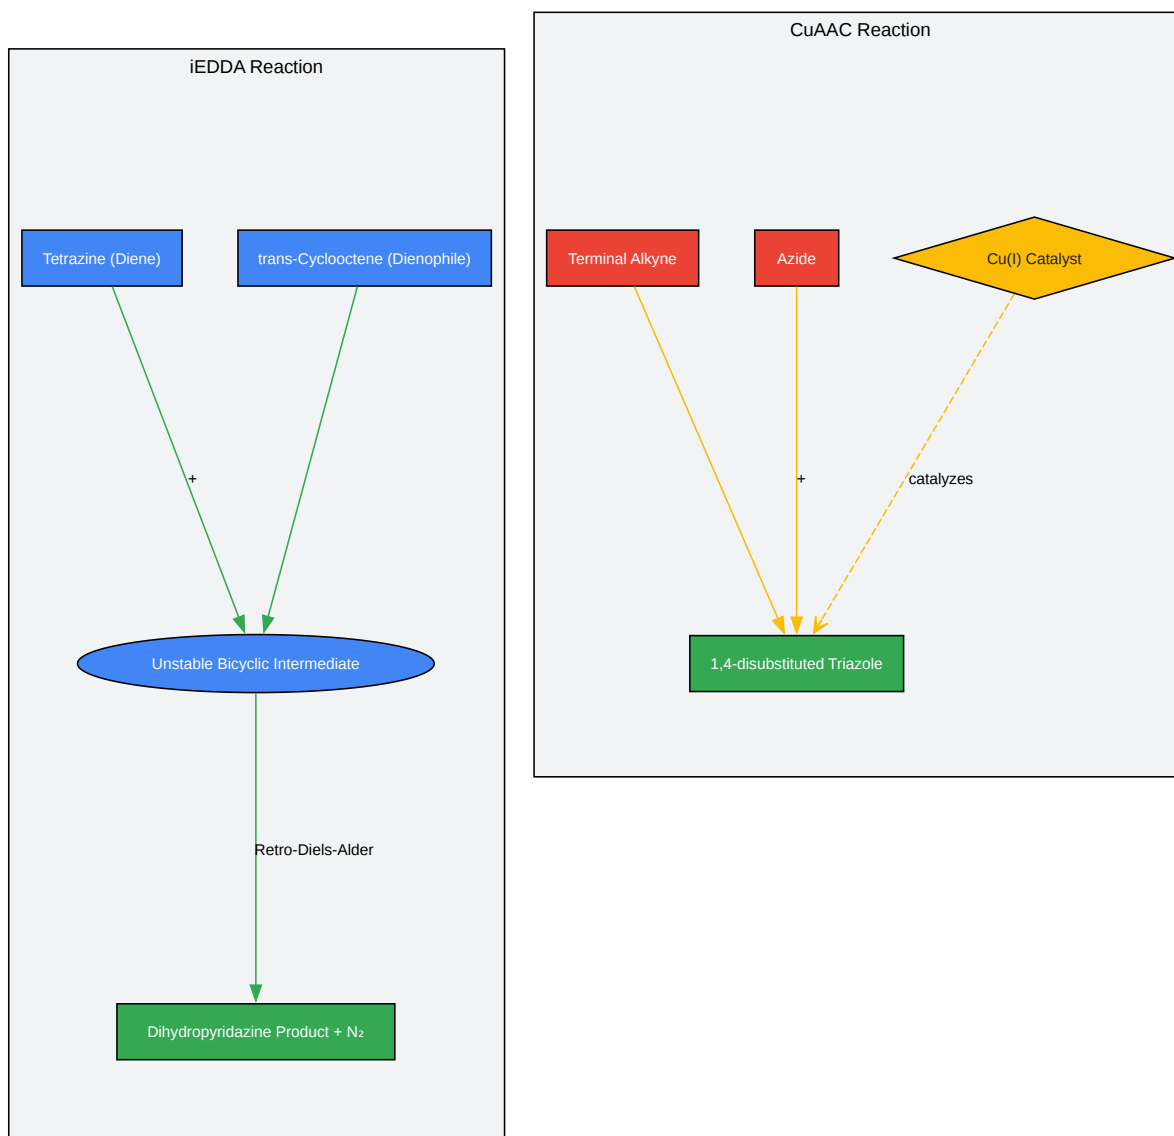 iEDDA Reaction
Tetrazine (Diene)
trans-Cyclooctene (Dienophile)
+
Unstable Bicyclic Intermediate
Retro-Diels-Alder
Dihydropyridazine Product + N₂
CuAAC Reaction
Terminal Alkyne
Azide
Cu(I) Catalyst
+
catalyzes
1,4-disubstituted Triazole